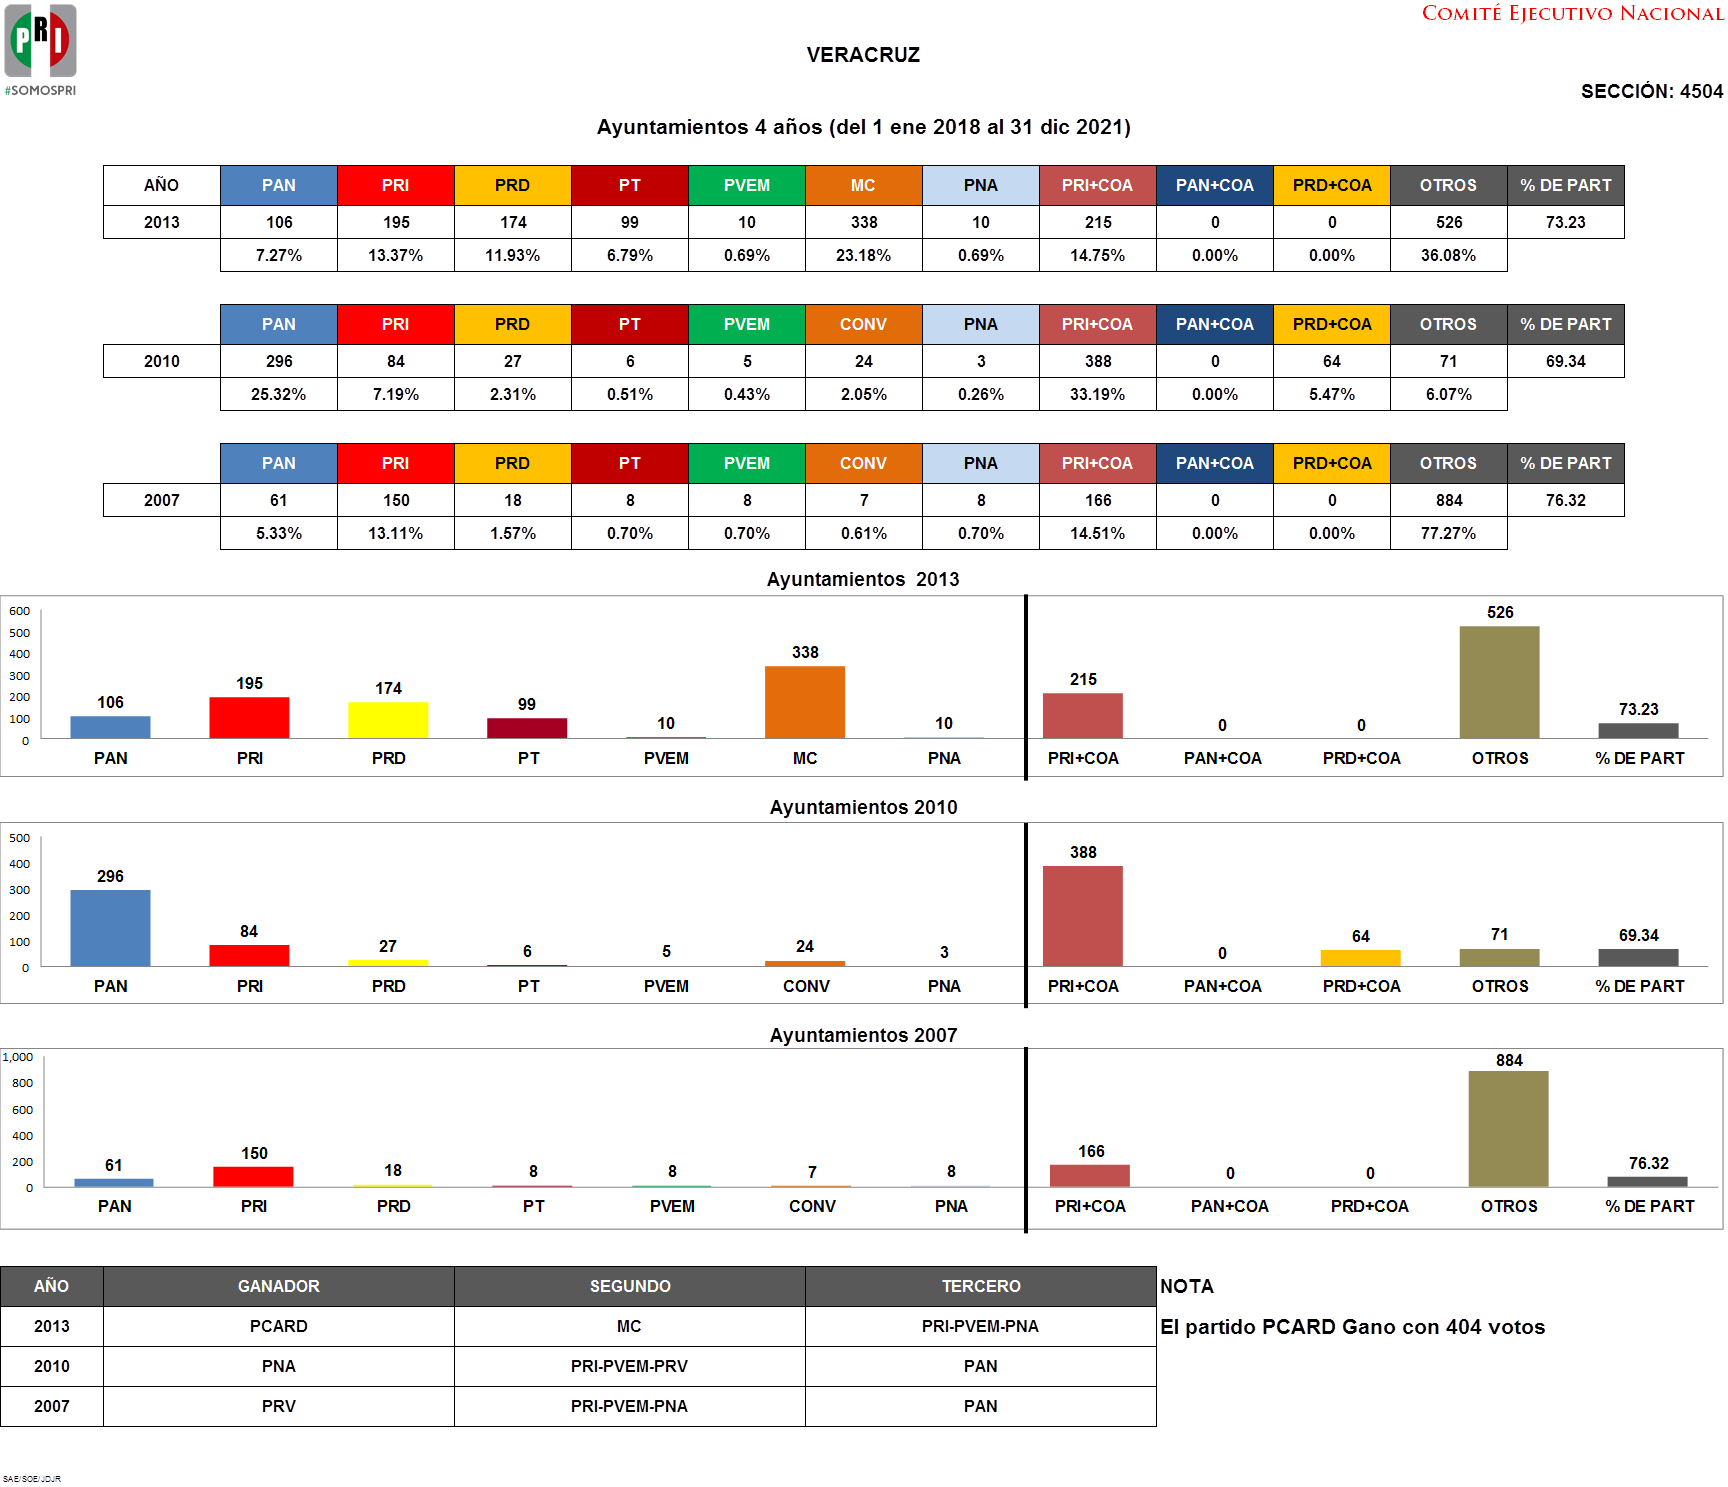 PRI
#SOMOSPRI
COMITÉ EJECUTIVO NACIONAL
VERACRUZ
SECCIÓN: 4504
Ayuntamientos 4 años (del 1 ene 2018 al 31 dic 2021)
AÑO PAN PRI PRD PT PVEM MC PNA PRI+COA PAN+COA PRD+COA OTROS % DE PART
2013 106 195 174 99 10 338 10 215 0 0 526 73.23
7.27% 13.37% 11.93% 6.79% 0.69% 23.18% 0.69% 14.75% 0.00% 0.00% 36.08%
PAN PRI PRD PT PVEM CONV PNA PRI+COA PAN+COA PRD+COA OTROS % DE PART
2010 296 84 27 6 5 24 3 388 0 64 71 69.34
25.32% 7.19% 2.31% 0.51% 0.43% 2.05% 0.26% 33.19% 0.00% 5.47% 6.07%
PAN PRI PRD PT PVEM CONV PNA PRI+COA PAN+COA PRD+COA OTROS % DE PART
2007 61 150 18 8 8 7 8 166 0 0 884 76.32
5.33% 13.11% 1.57% 0.70% 0.70% 0.61% 0.70% 14.51% 0.00% 0.00% 77.27%
Ayuntamientos 2013
600
500
400
300
200
100
0
106 195 174 99 10 338 10 215 0 0 526 73.23
PAN PRI PRD PT PVEM MC PNA PRI+COA PAN+COA PRD+COA OTROS % DE PART
Ayuntamientos 2010
500
400
300
200
100
0
296 84 27 6 5 24 3 388 0 64 71 69.34
PAN PRI PRD PT PVEM CONV PNA PRI+COA PAN+COA PRD+COA OTROS % DE PART
Ayuntamientos 2007
1,000
800
600
400
200
0
61 150 18 8 8 7 8 166 0 0 884 76.32
PAN PRI PRD PT PVEM CONV PNA PRI+COA PAN+COA PRD+COA OTROS % DE PART
AÑO GANADOR SEGUNDO TERCERO NOTA
2013 PCARD MC PRI-PVEM-PNA El partido PCARD Gano con 404 votos
2010 PNA PRI-PVEM-PRV PAN
2007 PRV PRI-PVEM-PNA PAN
SAE/SOE/JDJR